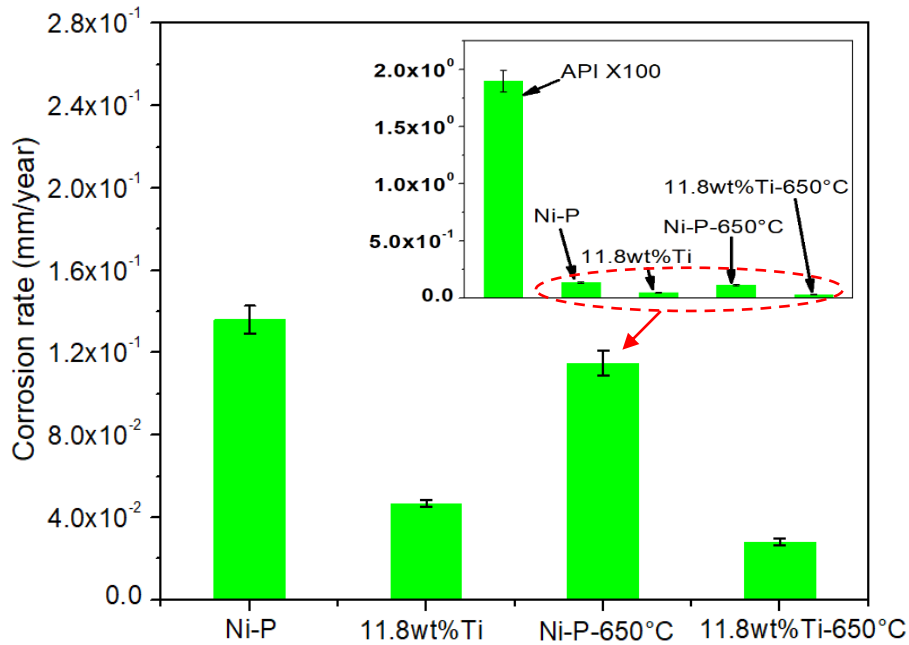 2.8x10⁻¹
2.4x10⁻¹
2.0x10⁻¹
1.6x10⁻¹
1.2x10⁻¹
8.0x10⁻²
4.0x10⁻²
0.0
Corrosion rate (mm/year)
Ni-P
11.8wt%Ti
Ni-P-650°C
11.8wt%Ti-650°C
2.0x10⁰
1.5x10⁰
1.0x10⁰
5.0x10⁻¹
0.0
API X100
Ni-P
11.8wt%Ti
Ni-P-650°C
11.8wt%Ti-650°C